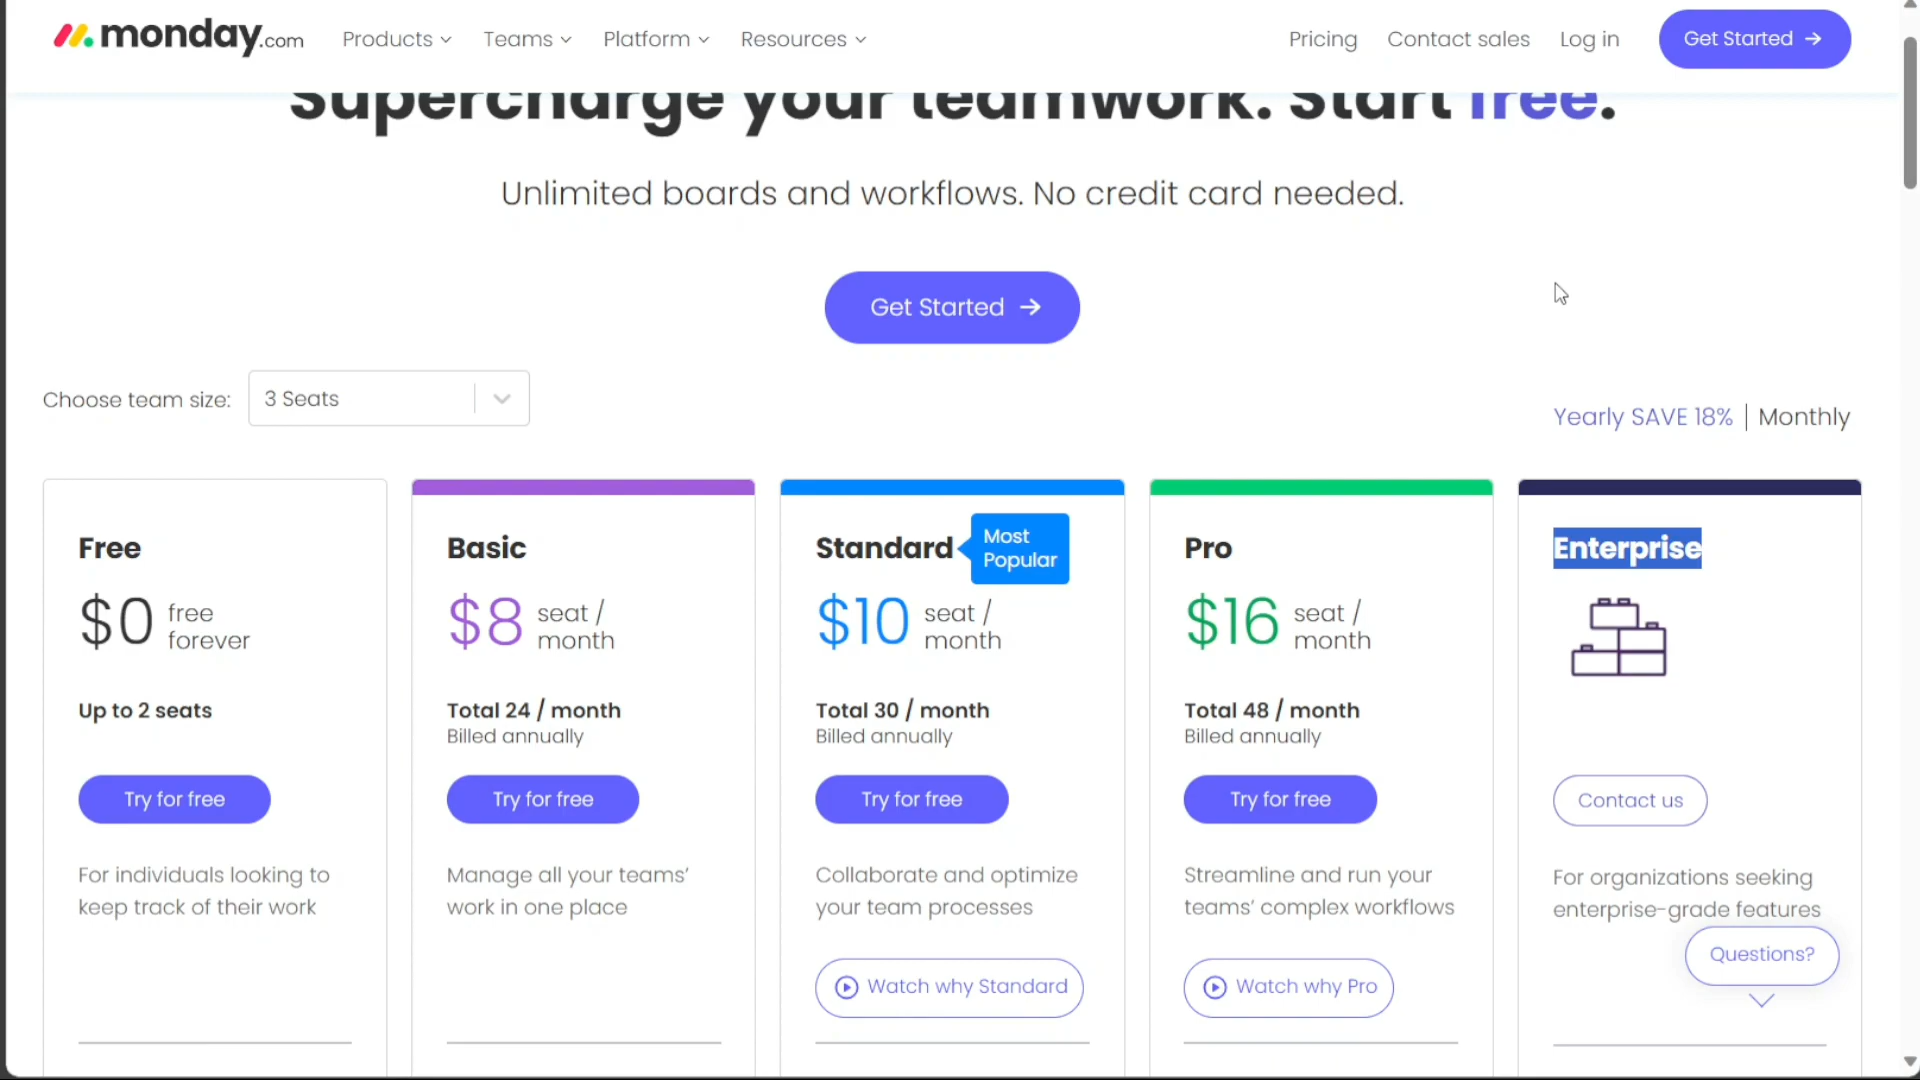 monday.com Products Teams Platform Resources Pricing Contact sales Log in Get Started
Supercharge your teamwork. Start free.
Unlimited boards and workflows. No credit card needed.
Get Started
Choose team size: 3 Seats
Yearly SAVE 18% | Monthly
Free
$0 free forever
Up to 2 seats
Try for free
For individuals looking to
keep track of their work
Basic
$8 seat / month
Total 24 / month
Billed annually
Try for free
Manage all your teams’
work in one place
Standard
Most
Popular
$10 seat / month
Total 30 / month
Billed annually
Try for free
Collaborate and optimize
your team processes
Watch why Standard
Pro
$16 seat / month
Total 48 / month
Billed annually
Try for free
Streamline and run your
teams’ complex workflows
Watch why Pro
Enterprise
Contact us
For organizations seeking
enterprise-grade features
Questions?